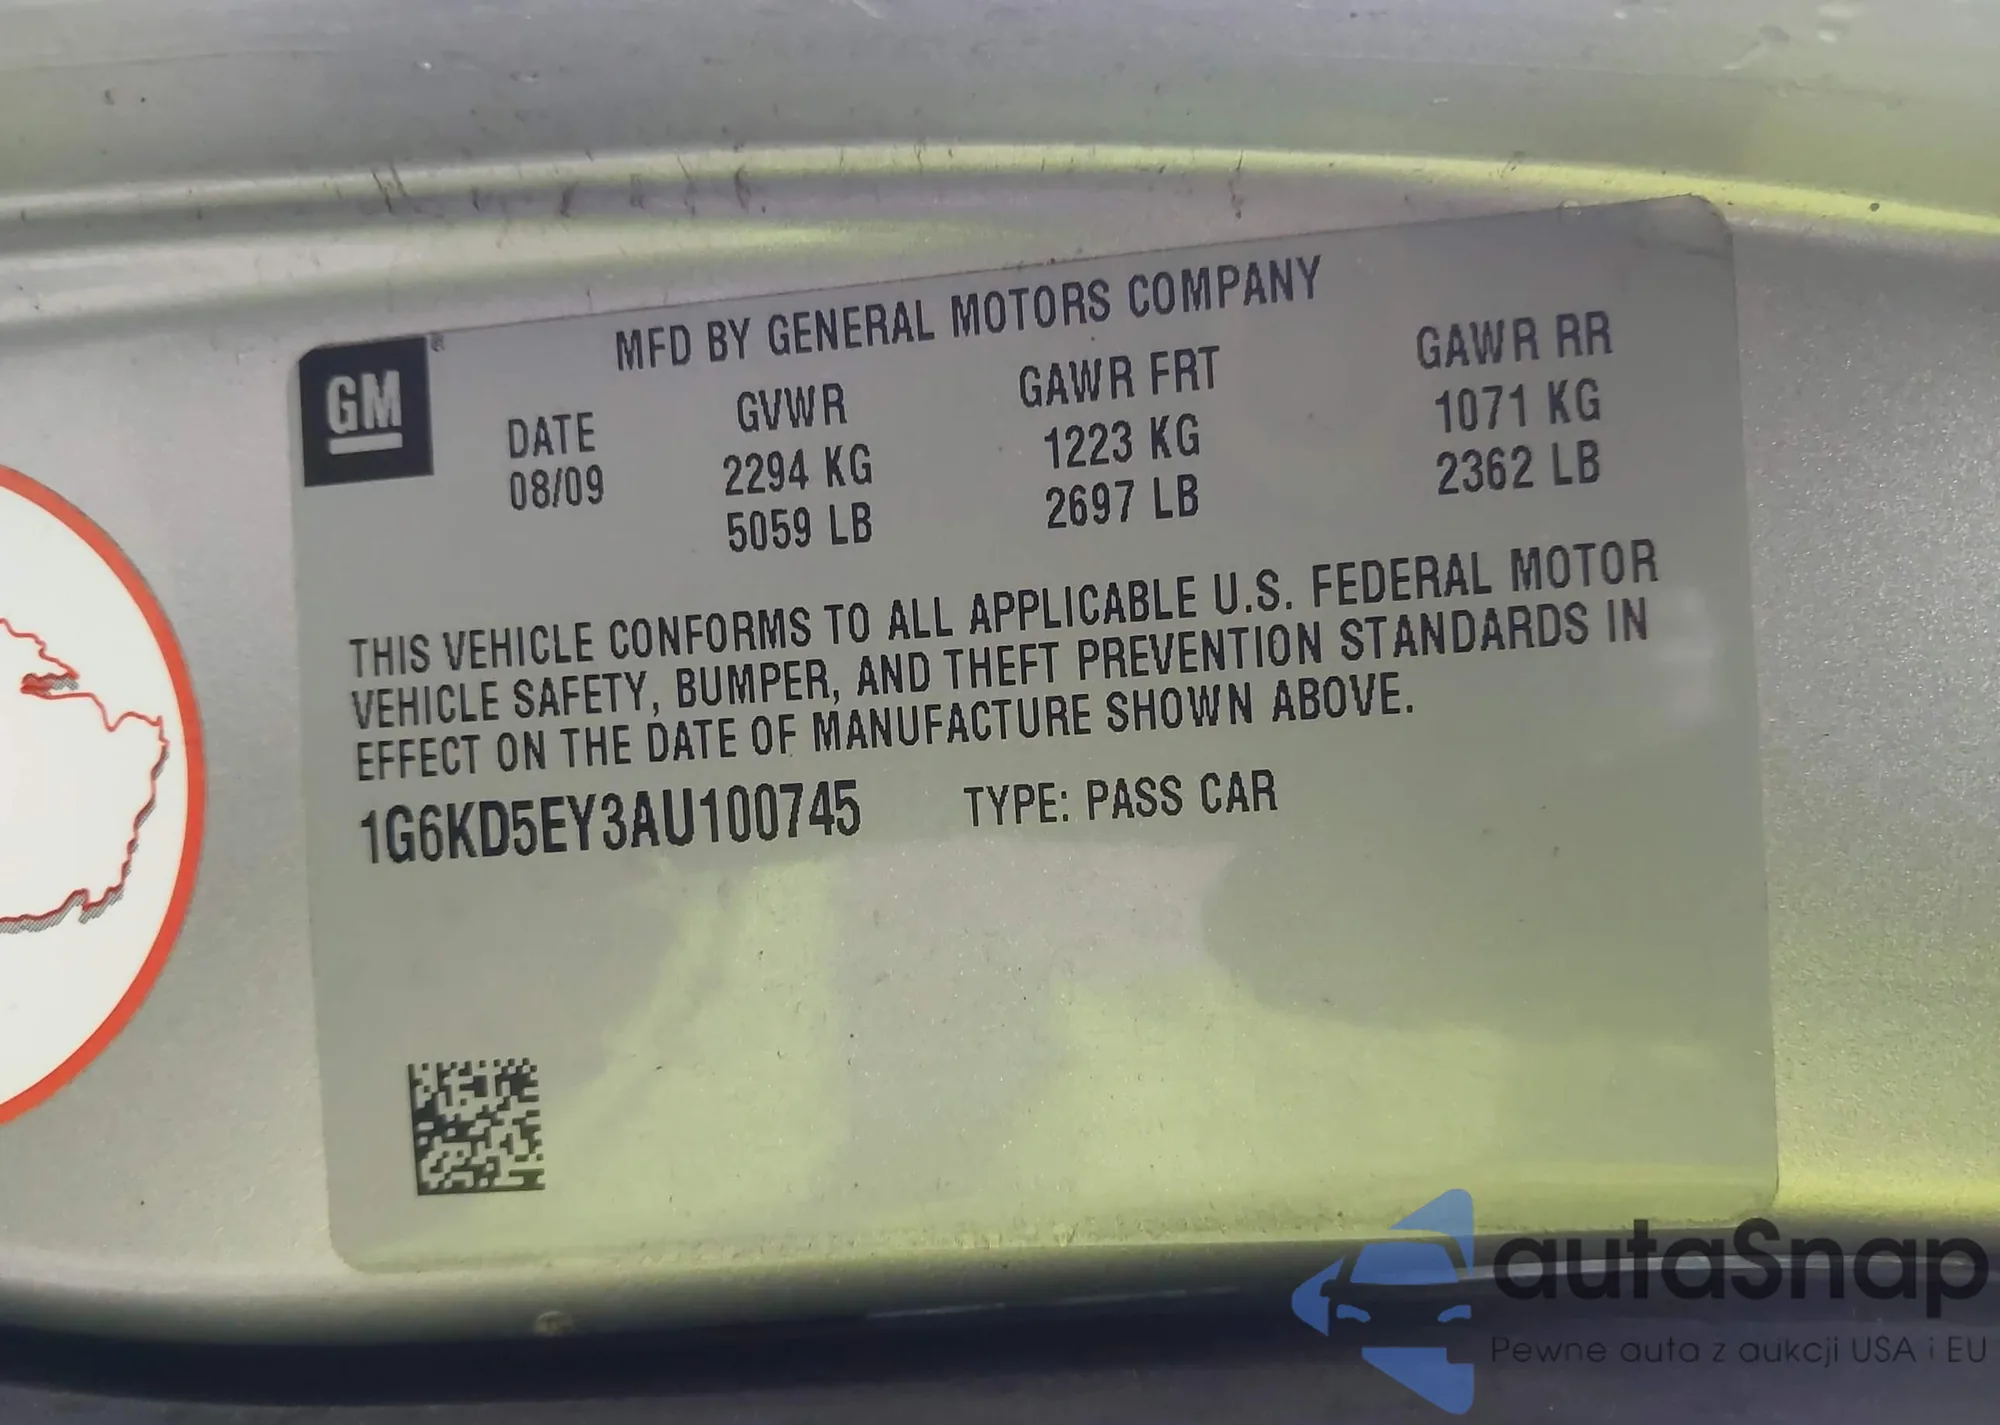 GM ®
MFD BY GENERAL MOTORS COMPANY
DATE GVWR GAWR FRT GAWR RR
08/09 2294 KG 1223 KG 1071 KG
5059 LB 2697 LB 2362 LB
THIS VEHICLE CONFORMS TO ALL APPLICABLE U.S. FEDERAL MOTOR
VEHICLE SAFETY, BUMPER, AND THEFT PREVENTION STANDARDS IN
EFFECT ON THE DATE OF MANUFACTURE SHOWN ABOVE.
1G6KD5EY3AU100745 TYPE: PASS CAR
autaSnap
Pewne auta z aukcji USA i EU